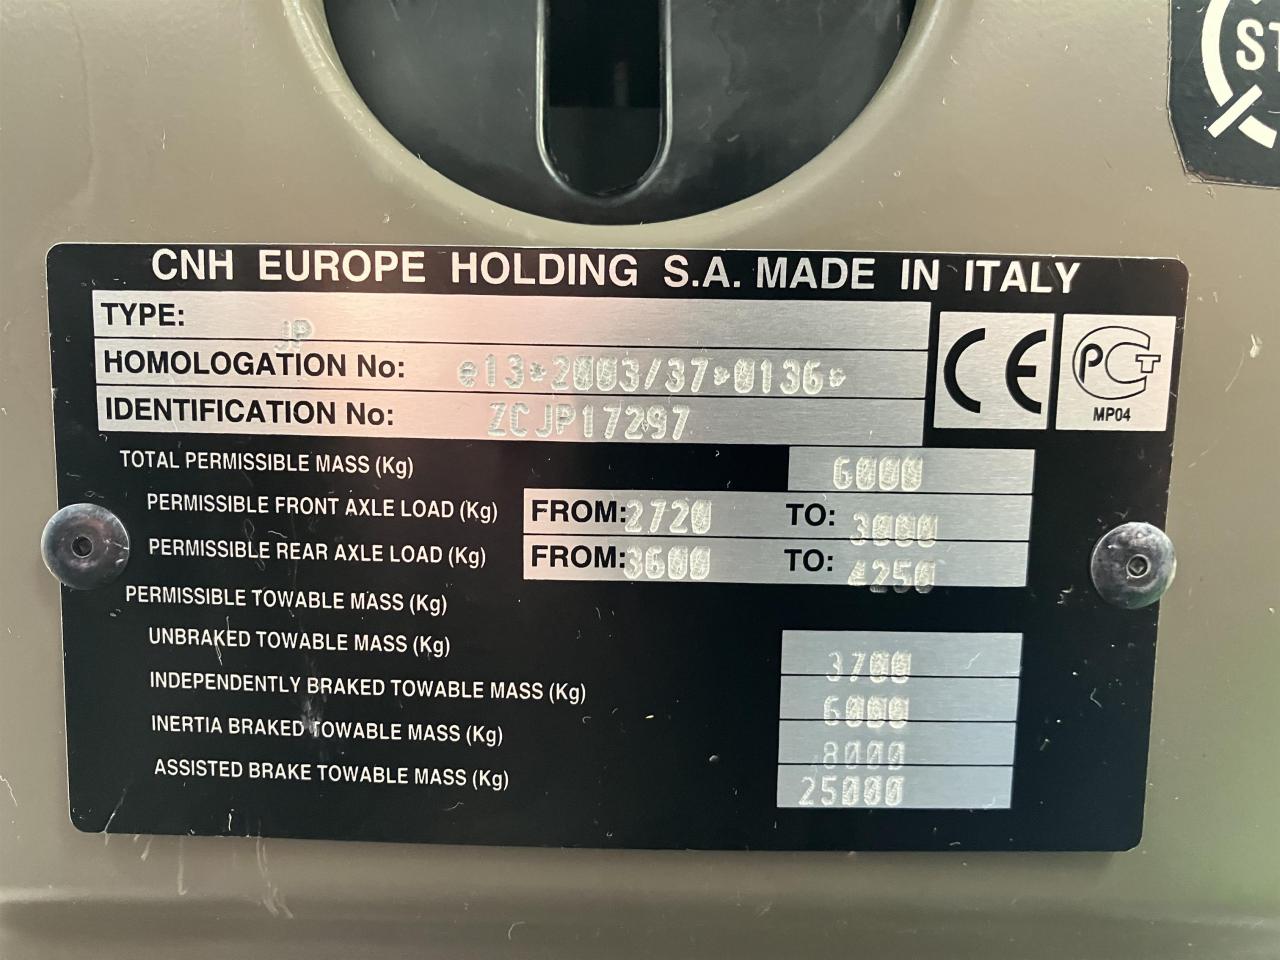 ST
CNH EUROPE HOLDING S.A. MADE IN ITALY
TYPE: JP
HOMOLOGATION No: e13*2003/37*0136*
IDENTIFICATION No: ZCJP17297
CE
PCT
MP04
TOTAL PERMISSIBLE MASS (Kg) 6000
PERMISSIBLE FRONT AXLE LOAD (Kg) FROM: 2720 TO: 3000
PERMISSIBLE REAR AXLE LOAD (Kg) FROM: 3600 TO: 4250
PERMISSIBLE TOWABLE MASS (Kg)
UNBRAKED TOWABLE MASS (Kg) 3700
INDEPENDENTLY BRAKED TOWABLE MASS (Kg) 6000
INERTIA BRAKED TOWABLE MASS (Kg) 8000
ASSISTED BRAKE TOWABLE MASS (Kg) 25000